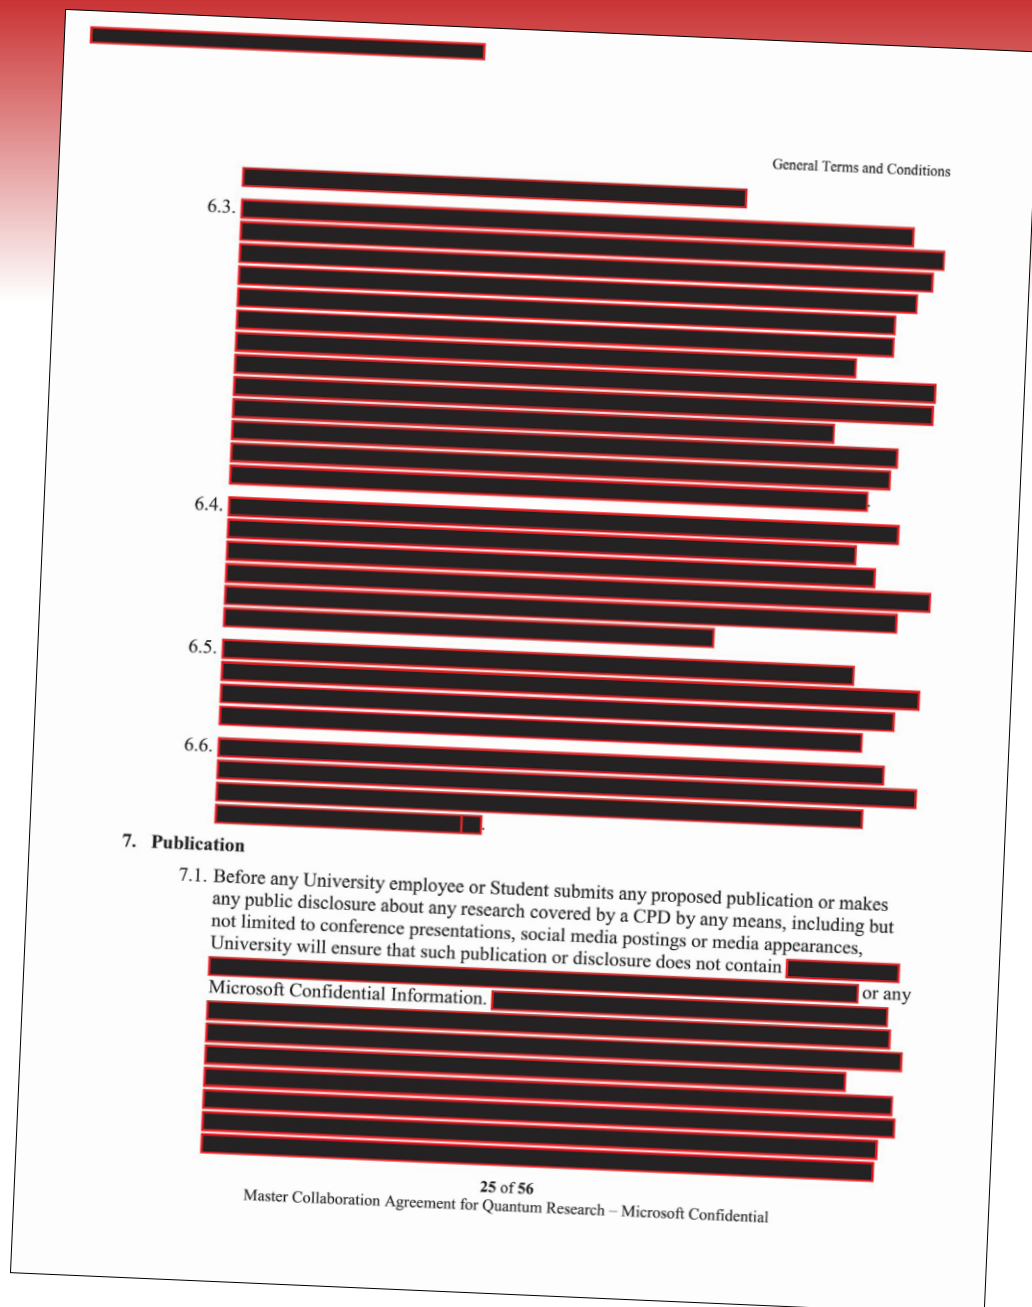 General Terms and Conditions
6.3.
6.4.
6.5.
6.6.
7. Publication
7.1. Before any University employee or Student submits any proposed publication or makes
any public disclosure about any research covered by a CPD by any means, including but
not limited to conference presentations, social media postings or media appearances,
University will ensure that such publication or disclosure does not contain
or any
Microsoft Confidential Information.
25 of 56
Master Collaboration Agreement for Quantum Research – Microsoft Confidential